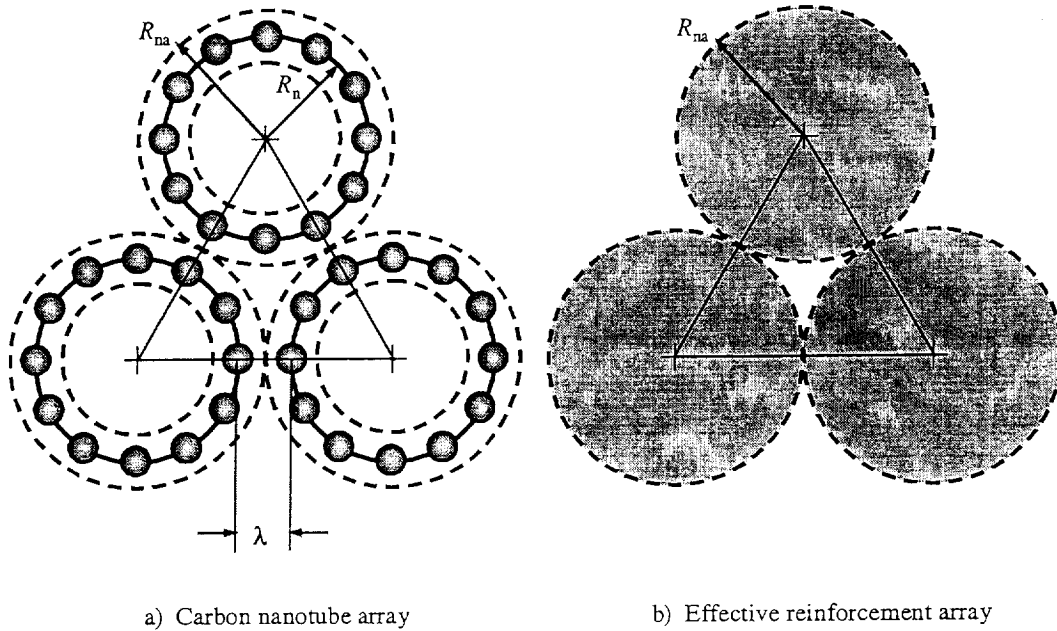 R_na
R_n
R_na
λ
a) Carbon nanotube array
b) Effective reinforcement array